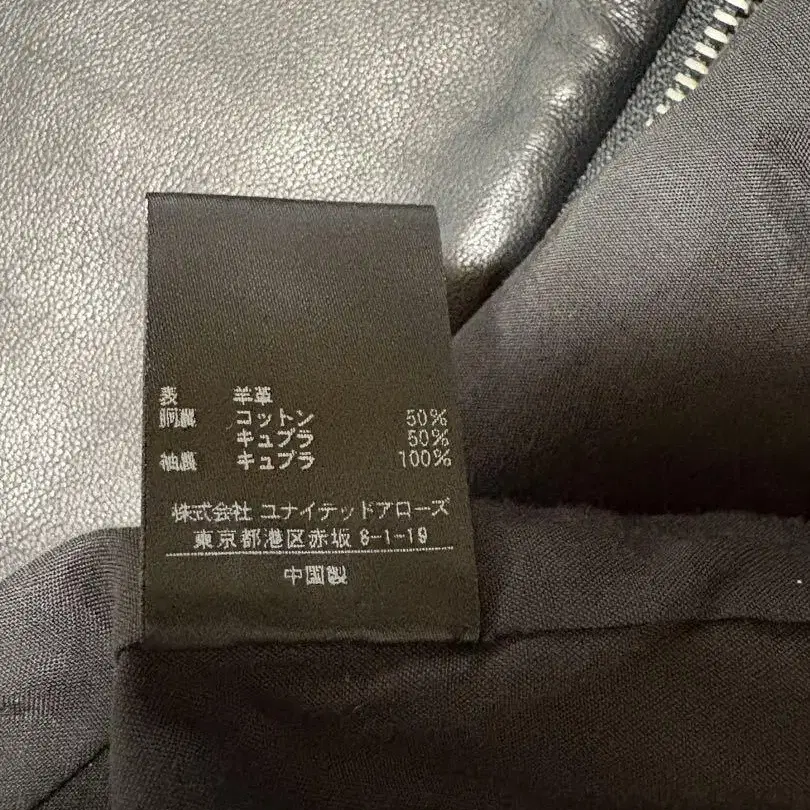 表 羊革
胴裏 コットン 50%
キュプラ 50%
袖裏 キュプラ 100%
株式会社 ユナイテッドアローズ
東京都港区赤坂 8-1-19
中国製